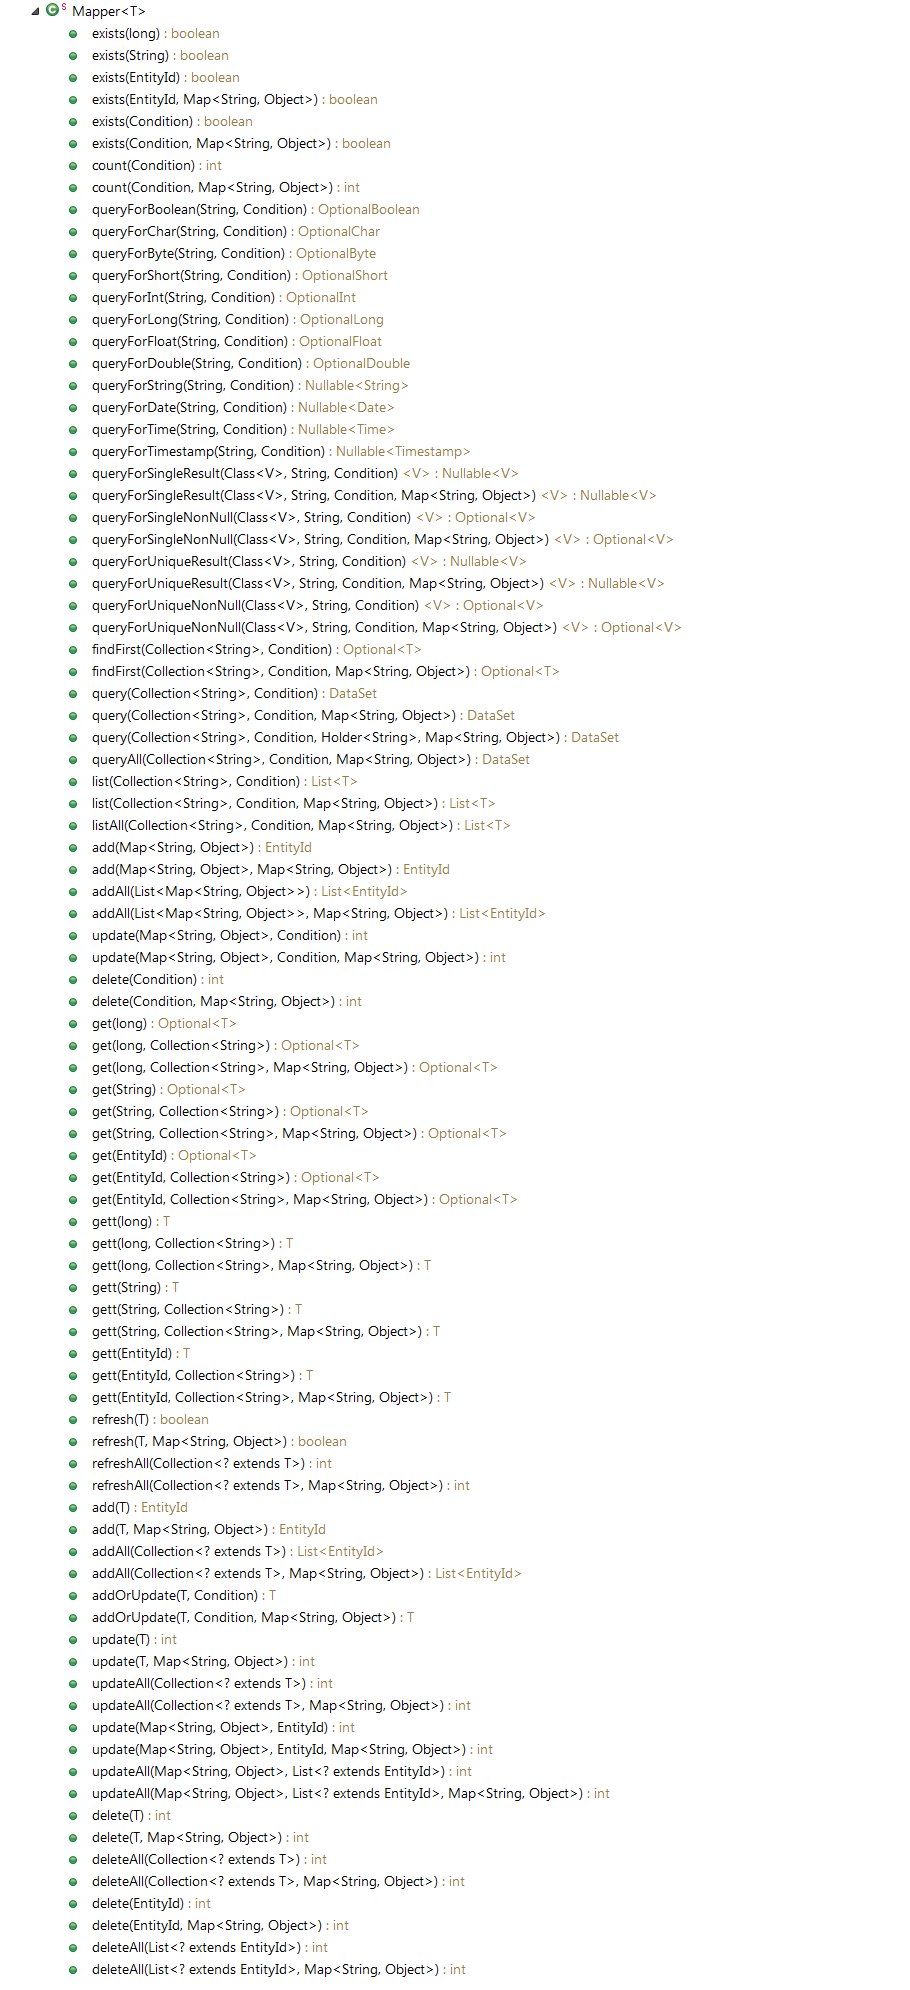 S Mapper<T>
exists(long) : boolean
exists(String) : boolean
exists(EntityId) : boolean
exists(EntityId, Map<String, Object>) : boolean
exists(Condition) : boolean
exists(Condition, Map<String, Object>) : boolean
count(Condition) : int
count(Condition, Map<String, Object>) : int
queryForBoolean(String, Condition) : OptionalBoolean
queryForChar(String, Condition) : OptionalChar
queryForByte(String, Condition) : OptionalByte
queryForShort(String, Condition) : OptionalShort
queryForInt(String, Condition) : OptionalInt
queryForLong(String, Condition) : OptionalLong
queryForFloat(String, Condition) : OptionalFloat
queryForDouble(String, Condition) : OptionalDouble
queryForString(String, Condition) : Nullable<String>
queryForDate(String, Condition) : Nullable<Date>
queryForTime(String, Condition) : Nullable<Time>
queryForTimestamp(String, Condition) : Nullable<Timestamp>
queryForSingleResult(Class<V>, String, Condition) <V> : Nullable<V>
queryForSingleResult(Class<V>, String, Condition, Map<String, Object>) <V> : Nullable<V>
queryForSingleNonNull(Class<V>, String, Condition) <V> : Optional<V>
queryForSingleNonNull(Class<V>, String, Condition, Map<String, Object>) <V> : Optional<V>
queryForUniqueResult(Class<V>, String, Condition) <V> : Nullable<V>
queryForUniqueResult(Class<V>, String, Condition, Map<String, Object>) <V> : Nullable<V>
queryForUniqueNonNull(Class<V>, String, Condition) <V> : Optional<V>
queryForUniqueNonNull(Class<V>, String, Condition, Map<String, Object>) <V> : Optional<V>
findFirst(Collection<String>, Condition) : Optional<T>
findFirst(Collection<String>, Condition, Map<String, Object>) : Optional<T>
query(Collection<String>, Condition) : DataSet
query(Collection<String>, Condition, Map<String, Object>) : DataSet
query(Collection<String>, Condition, Holder<String>, Map<String, Object>) : DataSet
queryAll(Collection<String>, Condition, Map<String, Object>) : DataSet
list(Collection<String>, Condition) : List<T>
list(Collection<String>, Condition, Map<String, Object>) : List<T>
listAll(Collection<String>, Condition, Map<String, Object>) : List<T>
add(Map<String, Object>) : EntityId
add(Map<String, Object>, Map<String, Object>) : EntityId
addAll(List<Map<String, Object>>) : List<EntityId>
addAll(List<Map<String, Object>>, Map<String, Object>) : List<EntityId>
update(Map<String, Object>, Condition) : int
update(Map<String, Object>, Condition, Map<String, Object>) : int
delete(Condition) : int
delete(Condition, Map<String, Object>) : int
get(long) : Optional<T>
get(long, Collection<String>) : Optional<T>
get(long, Collection<String>, Map<String, Object>) : Optional<T>
get(String) : Optional<T>
get(String, Collection<String>) : Optional<T>
get(String, Collection<String>, Map<String, Object>) : Optional<T>
get(EntityId) : Optional<T>
get(EntityId, Collection<String>) : Optional<T>
get(EntityId, Collection<String>, Map<String, Object>) : Optional<T>
gett(long) : T
gett(long, Collection<String>) : T
gett(long, Collection<String>, Map<String, Object>) : T
gett(String) : T
gett(String, Collection<String>) : T
gett(String, Collection<String>, Map<String, Object>) : T
gett(EntityId) : T
gett(EntityId, Collection<String>) : T
gett(EntityId, Collection<String>, Map<String, Object>) : T
refresh(T) : boolean
refresh(T, Map<String, Object>) : boolean
refreshAll(Collection<? extends T>) : int
refreshAll(Collection<? extends T>, Map<String, Object>) : int
add(T) : EntityId
add(T, Map<String, Object>) : EntityId
addAll(Collection<? extends T>) : List<EntityId>
addAll(Collection<? extends T>, Map<String, Object>) : List<EntityId>
addOrUpdate(T, Condition) : T
addOrUpdate(T, Condition, Map<String, Object>) : T
update(T) : int
update(T, Map<String, Object>) : int
updateAll(Collection<? extends T>) : int
updateAll(Collection<? extends T>, Map<String, Object>) : int
update(Map<String, Object>, EntityId) : int
update(Map<String, Object>, EntityId, Map<String, Object>) : int
updateAll(Map<String, Object>, List<? extends EntityId>) : int
updateAll(Map<String, Object>, List<? extends EntityId>, Map<String, Object>) : int
delete(T) : int
delete(T, Map<String, Object>) : int
deleteAll(Collection<? extends T>) : int
deleteAll(Collection<? extends T>, Map<String, Object>) : int
delete(EntityId) : int
delete(EntityId, Map<String, Object>) : int
deleteAll(List<? extends EntityId>) : int
deleteAll(List<? extends EntityId>, Map<String, Object>) : int